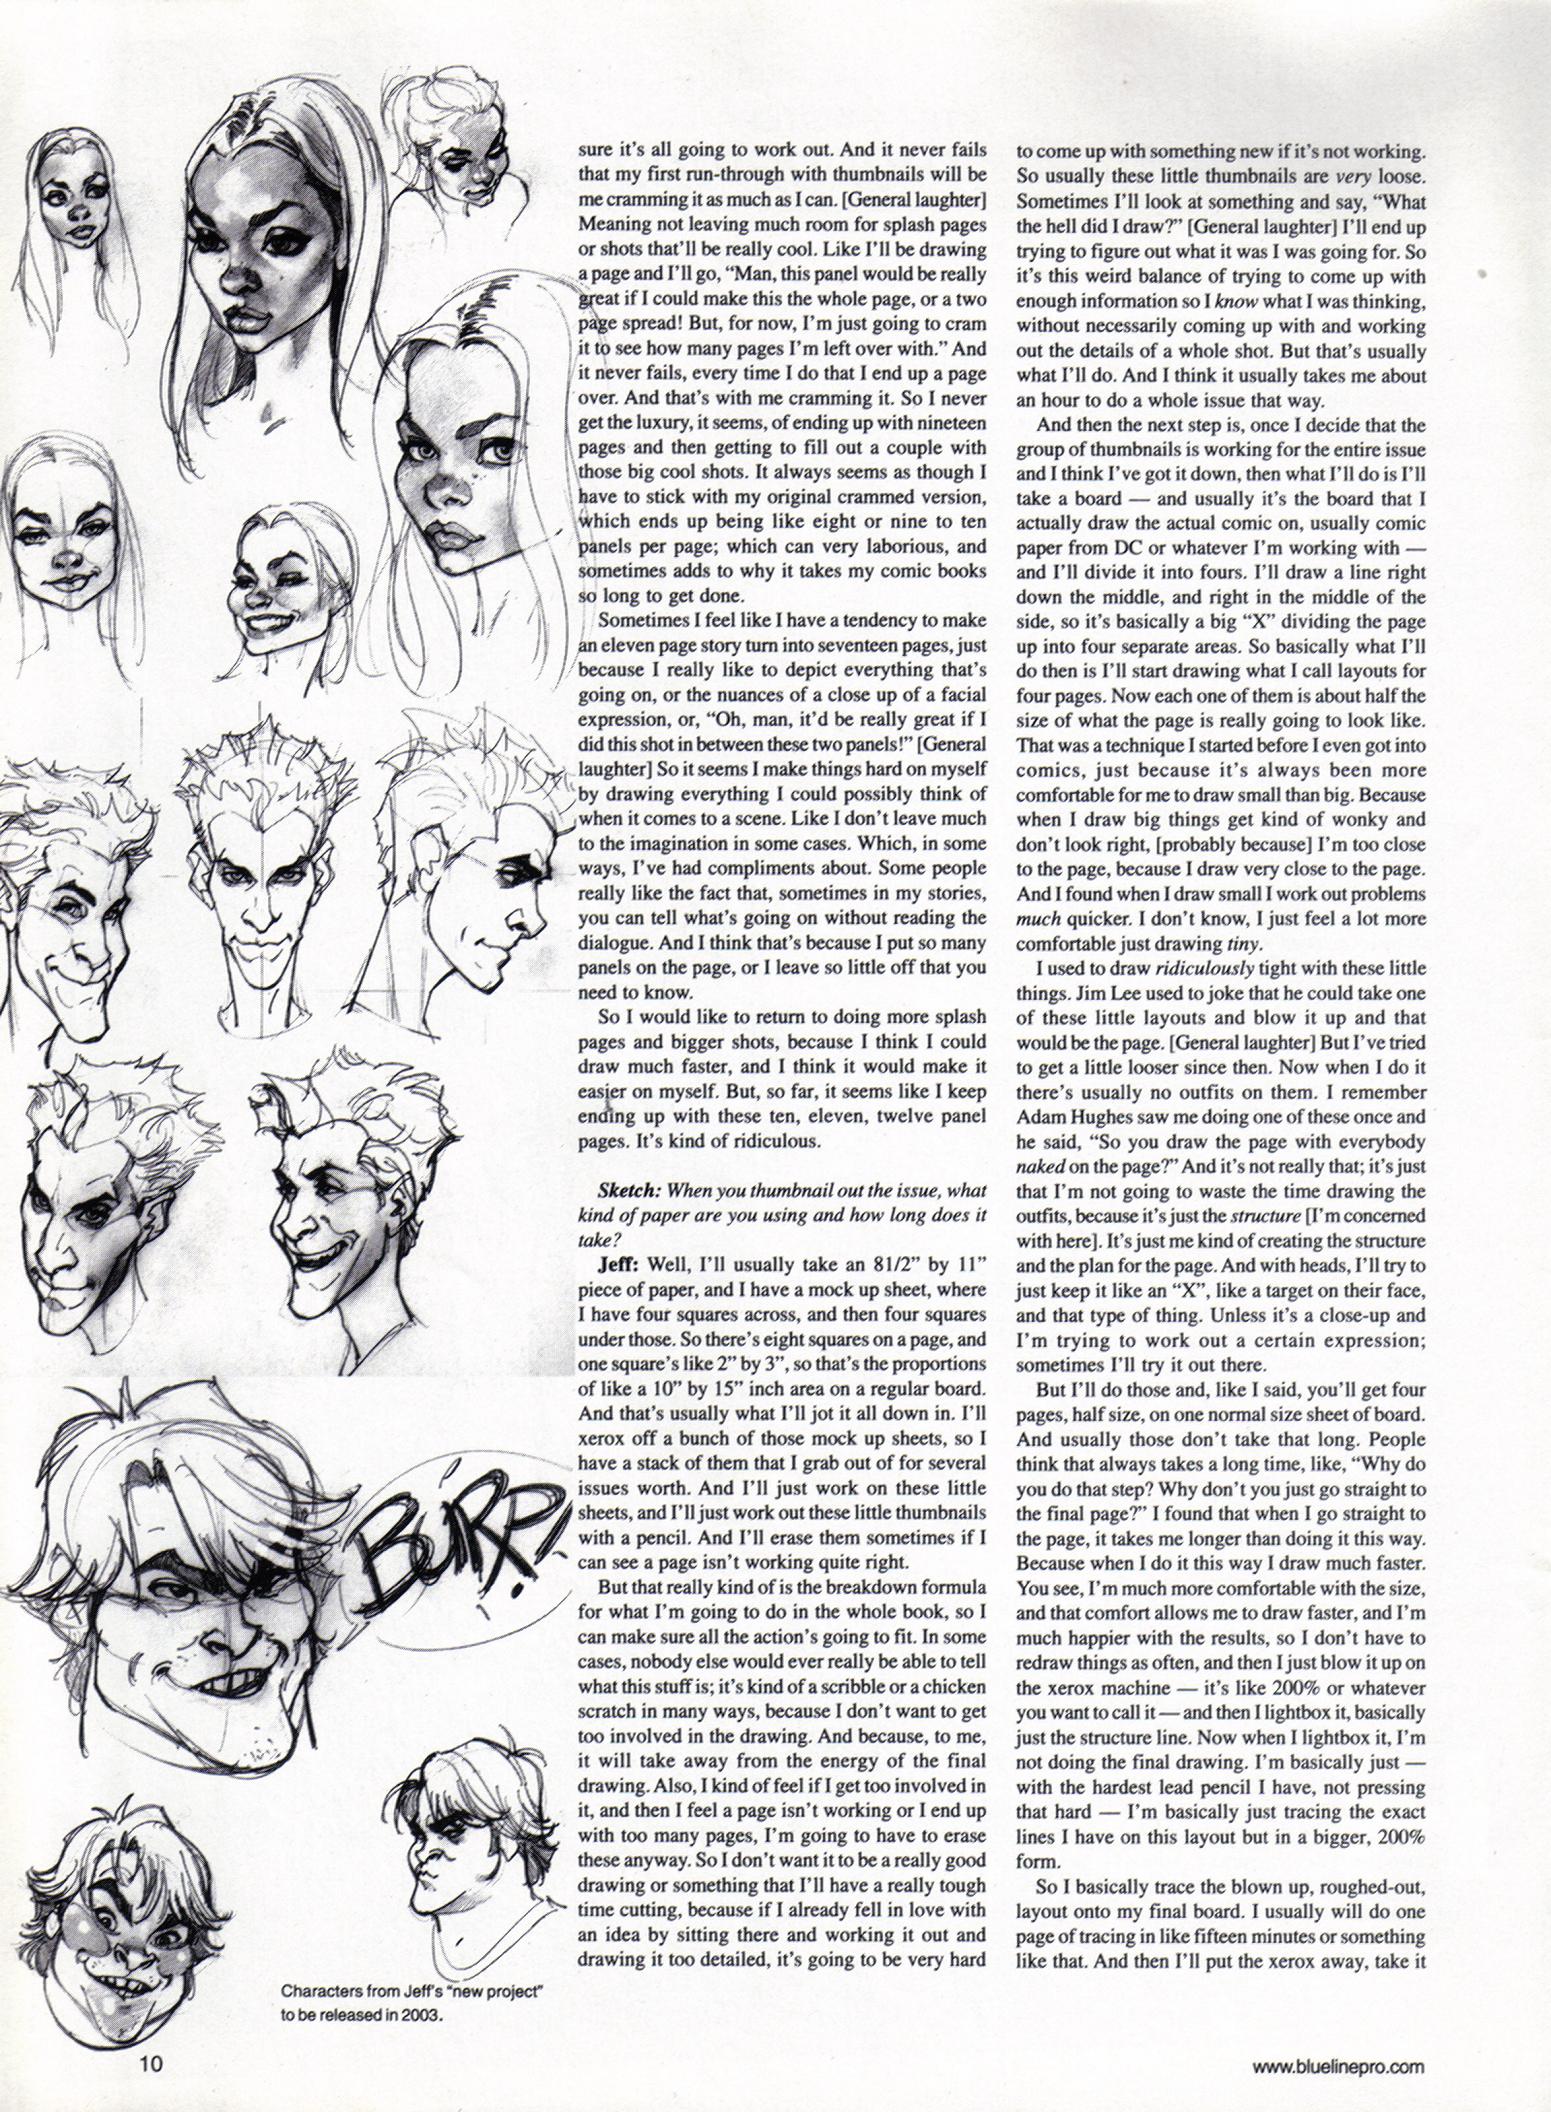 sure it's all going to work out. And it never fails
that my first run-through with thumbnails will be
me cramming it as much as I can. [General laughter]
Meaning not leaving much room for splash pages
or shots that'll be really cool. Like I'll be drawing
a page and I'll go, “Man, this panel would be really
great if I could make this the whole page, or a two
page spread! But, for now, I'm just going to cram
it to see how many pages I'm left over with.” And
it never fails, every time I do that I end up a page
over. And that's with me cramming it. So I never
get the luxury, it seems, of ending up with nineteen
pages and then getting to fill out a couple with
those big cool shots. It always seems as though I
have to stick with my original crammed version,
which ends up being like eight or nine to ten
panels per page; which can very laborious, and
sometimes adds to why it takes my comic books
so long to get done.
Sometimes I feel like I have a tendency to make
an eleven page story turn into seventeen pages, just
because I really like to depict everything that's
going on, or the nuances of a close up of a facial
expression, or, “Oh, man, it'd be really great if I
did this shot in between these two panels!” [General
laughter] So it seems I make things hard on myself
by drawing everything I could possibly think of
when it comes to a scene. Like I don't leave much
to the imagination in some cases. Which, in some
ways, I've had compliments about. Some people
really like the fact that, sometimes in my stories,
you can tell what's going on without reading the
dialogue. And I think that's because I put so many
panels on the page, or I leave so little off that you
need to know.
So I would like to return to doing more splash
pages and bigger shots, because I think I could
draw much faster, and I think it would make it
easier on myself. But, so far, it seems like I keep
ending up with these ten, eleven, twelve panel
pages. It's kind of ridiculous.
Sketch: When you thumbnail out the issue, what
kind of paper are you using and how long does it
take?
Jeff: Well, I'll usually take an 81/2” by 11”
piece of paper, and I have a mock up sheet, where
I have four squares across, and then four squares
under those. So there's eight squares on a page, and
one square's like 2” by 3”, so that's the proportions
of like a 10” by 15” inch area on a regular board.
And that's usually what I'll jot it all down in. I'll
xerox off a bunch of those mock up sheets, so I
have a stack of them that I grab out of for several
issues worth. And I'll just work on these little
sheets, and I'll just work out these little thumbnails
with a pencil. And I'll erase them sometimes if I
can see a page isn't working quite right.
But that really kind of is the breakdown formula
for what I'm going to do in the whole book, so I
can make sure all the action's going to fit. In some
cases, nobody else would ever really be able to tell
what this stuff is; it's kind of a scribble or a chicken
scratch in many ways, because I don't want to get
too involved in the drawing. And because, to me,
it will take away from the energy of the final
drawing. Also, I kind of feel if I get too involved in
it, and then I feel a page isn't working or I end up
with too many pages, I'm going to have to erase
these anyway. So I don't want it to be a really good
drawing or something that I'll have a really tough
time cutting, because if I already fell in love with
an idea by sitting there and working it out and
drawing it too detailed, it's going to be very hard
to come up with something new if it's not working.
So usually these little thumbnails are very loose.
Sometimes I'll look at something and say, “What
the hell did I draw?” [General laughter] I'll end up
trying to figure out what it was I was going for. So
it's this weird balance of trying to come up with
enough information so I know what I was thinking,
without necessarily coming up with and working
out the details of a whole shot. But that's usually
what I'll do. And I think it usually takes me about
an hour to do a whole issue that way.
And then the next step is, once I decide that the
group of thumbnails is working for the entire issue
and I think I've got it down, then what I'll do is I'll
take a board — and usually it's the board that I
actually draw the actual comic on, usually comic
paper from DC or whatever I'm working with —
and I'll divide it into fours. I'll draw a line right
down the middle, and right in the middle of the
side, so it's basically a big “X” dividing the page
up into four separate areas. So basically what I'll
do then is I'll start drawing what I call layouts for
four pages. Now each one of them is about half the
size of what the page is really going to look like.
That was a technique I started before I even got into
comics, just because it's always been more
comfortable for me to draw small than big. Because
when I draw big things get kind of wonky and
don't look right, [probably because] I'm too close
to the page, because I draw very close to the page.
And I found when I draw small I work out problems
much quicker. I don't know, I just feel a lot more
comfortable just drawing tiny.
I used to draw ridiculously tight with these little
things. Jim Lee used to joke that he could take one
of these little layouts and blow it up and that
would be the page. [General laughter] But I've tried
to get a little looser since then. Now when I do it
there's usually no outfits on them. I remember
Adam Hughes saw me doing one of these once and
he said, “So you draw the page with everybody
naked on the page?” And it's not really that; it's just
that I'm not going to waste the time drawing the
outfits, because it's just the structure [I'm concerned
with here]. It's just me kind of creating the structure
and the plan for the page. And with heads, I'll try to
just keep it like an “X”, like a target on their face,
and that type of thing. Unless it's a close-up and
I'm trying to work out a certain expression;
sometimes I'll try it out there.
But I'll do those and, like I said, you'll get four
pages, half size, on one normal size sheet of board.
And usually those don't take that long. People
think that always takes a long time, like, “Why do
you do that step? Why don't you just go straight to
the final page?” I found that when I go straight to
the page, it takes me longer than doing it this way.
Because when I do it this way I draw much faster.
You see, I'm much more comfortable with the size,
and that comfort allows me to draw faster, and I'm
much happier with the results, so I don't have to
redraw things as often, and then I just blow it up on
the xerox machine — it's like 200% or whatever
you want to call it — and then I lightbox it, basically
just the structure line. Now when I lightbox it, I'm
not doing the final drawing. I'm basically just —
with the hardest lead pencil I have, not pressing
that hard — I'm basically just tracing the exact
lines I have on this layout but in a bigger, 200%
form.
So I basically trace the blown up, roughed-out,
layout onto my final board. I usually will do one
page of tracing in like fifteen minutes or something
like that. And then I'll put the xerox away, take it
BURP!
Characters from Jeff's “new project”
to be released in 2003.
10
www.bluelinepro.com